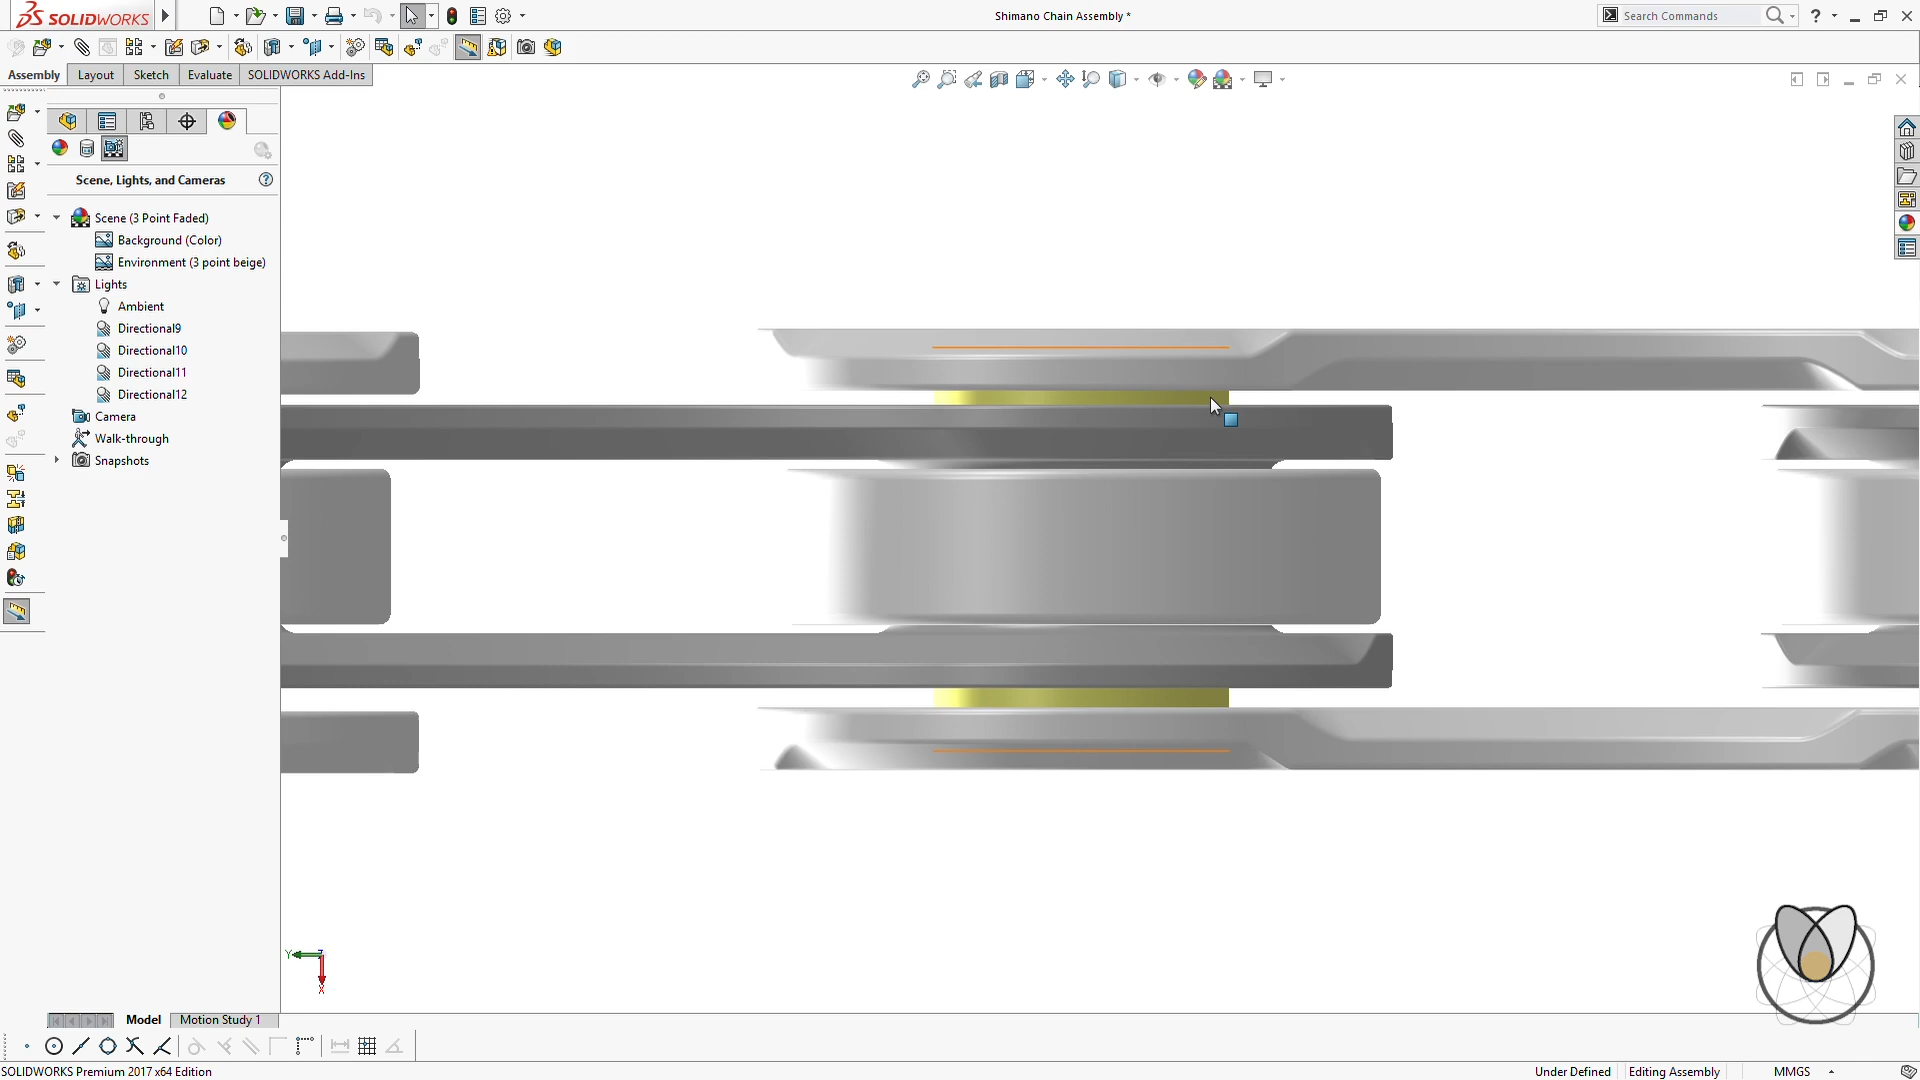 SOLIDWORKS
Shimano Chain Assembly *
Search Commands
?
Assembly
Layout
Sketch
Evaluate
SOLIDWORKS Add-Ins
Scene, Lights, and Cameras
?
Scene (3 Point Faded)
Background (Color)
Environment (3 point beige)
Lights
Ambient
Directional9
Directional10
Directional11
Directional12
Camera
Walk-through
Snapshots
Y
Z
X
Model
Motion Study 1
SOLIDWORKS Premium 2017 x64 Edition
Under Defined
Editing Assembly
MMGS